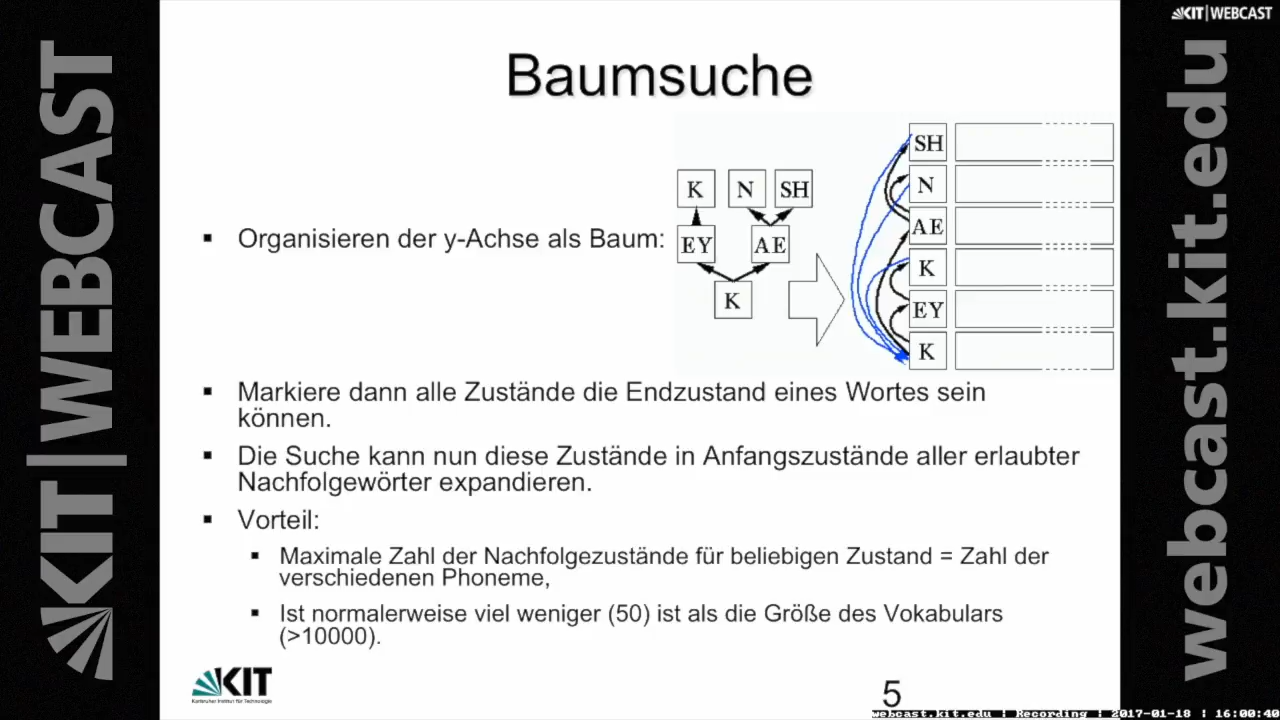 KIT|WEBCAST
KIT|WEBCAST
webcast.kit.edu
Baumsuche
▪ Organisieren der y-Achse als Baum:
K N SH
EY AE
K
SH
N
AE
K
EY
K
▪ Markiere dann alle Zustände die Endzustand eines Wortes sein
können.
▪ Die Suche kann nun diese Zustände in Anfangszustände aller erlaubter
Nachfolgewörter expandieren.
▪ Vorteil:
▪ Maximale Zahl der Nachfolgezustände für beliebigen Zustand = Zahl der
verschiedenen Phoneme,
▪ Ist normalerweise viel weniger (50) ist als die Größe des Vokabulars
(>10000).
KIT
Karlsruher Institut für Technologie
5
webcast.kit.edu | Recording | 2017-01-18 | 16:00:40